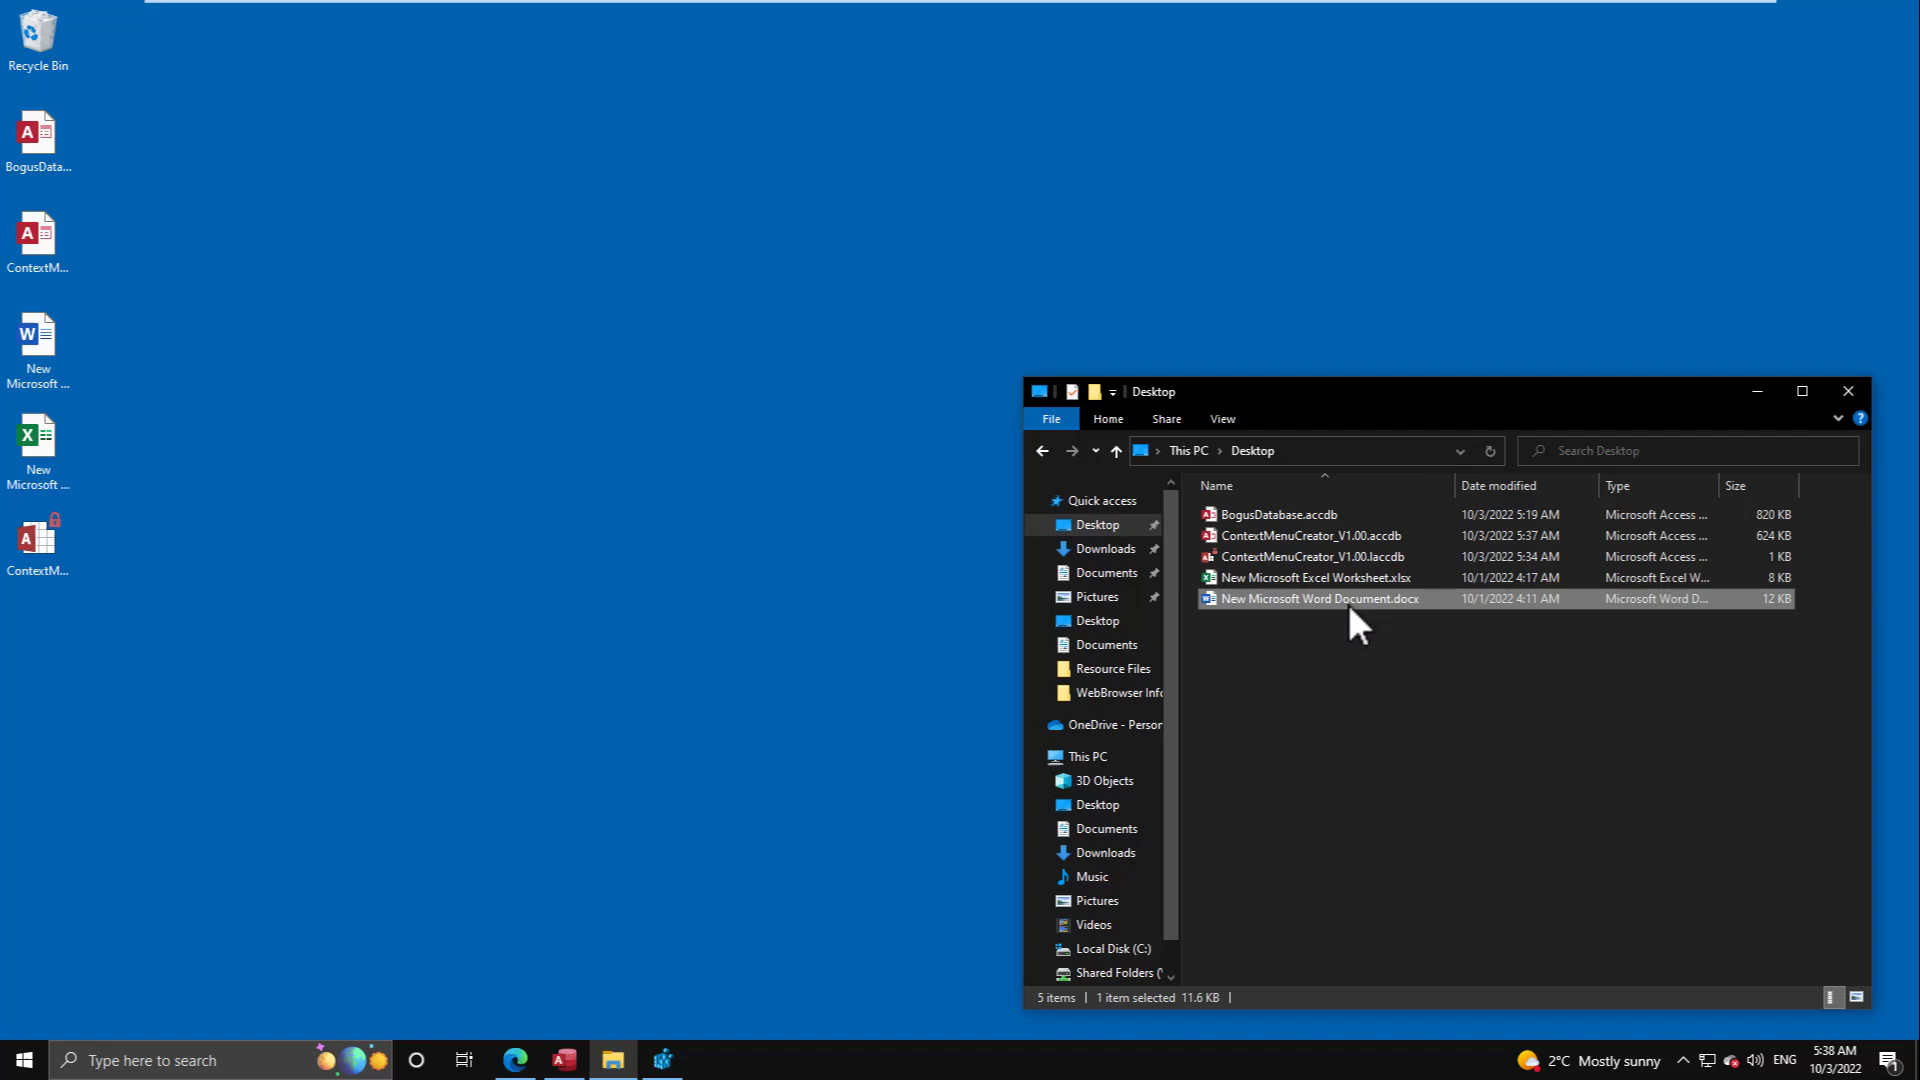 Recycle Bin
BogusData...
ContextM...
New
Microsoft ...
New
Microsoft ...
ContextM...
Desktop
File Home Share View
This PC Desktop
Search Desktop
Name Date modified Type Size
Quick access
Desktop
Downloads
Documents
Pictures
Desktop
Documents
Resource Files
WebBrowser Info
OneDrive - Person
This PC
3D Objects
Desktop
Documents
Downloads
Music
Pictures
Videos
Local Disk (C:)
Shared Folders (
BogusDatabase.accdb 10/3/2022 5:19 AM Microsoft Access ... 820 KB
ContextMenuCreator_V1.00.accdb 10/3/2022 5:37 AM Microsoft Access ... 624 KB
ContextMenuCreator_V1.00.laccdb 10/3/2022 5:34 AM Microsoft Access ... 1 KB
New Microsoft Excel Worksheet.xlsx 10/1/2022 4:17 AM Microsoft Excel W... 8 KB
New Microsoft Word Document.docx 10/1/2022 4:11 AM Microsoft Word D... 12 KB
5 items 1 item selected 11.6 KB
Type here to search
2°C Mostly sunny
ENG
5:38 AM
10/3/2022
1